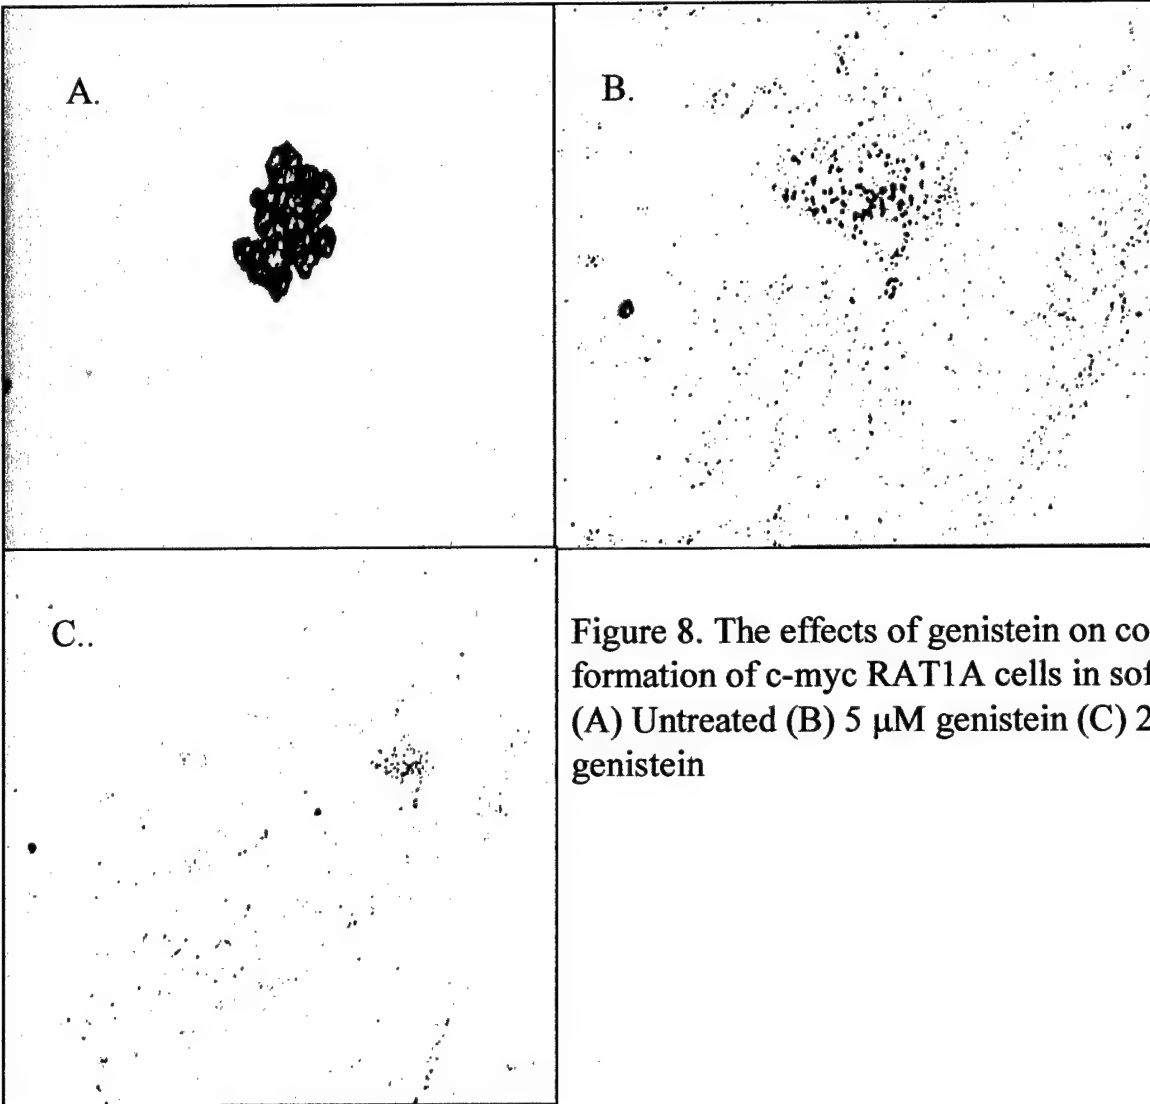 A.
B.
C..
Figure 8. The effects of genistein on co
formation of c-myc RAT1A cells in sof
(A) Untreated (B) 5 μM genistein (C) 2
genistein